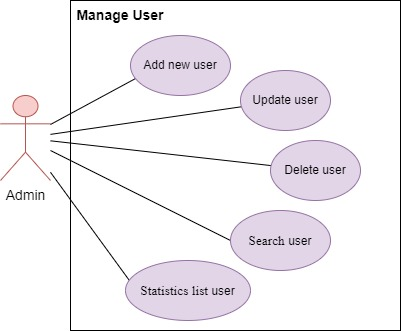 Manage User
Add new user
Update user
Delete user
Admin
Search user
Statistics list user